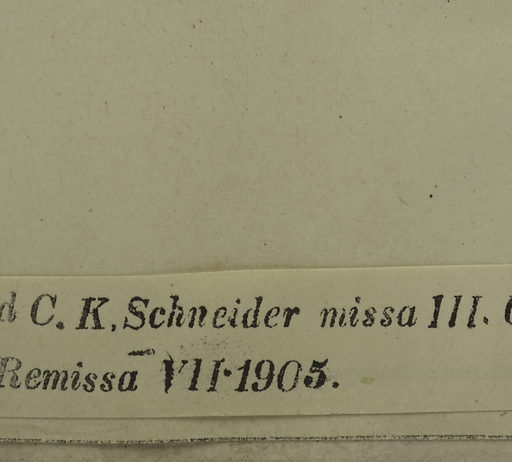 d C. K. Schneider missa III.
Remissa VII·1905.